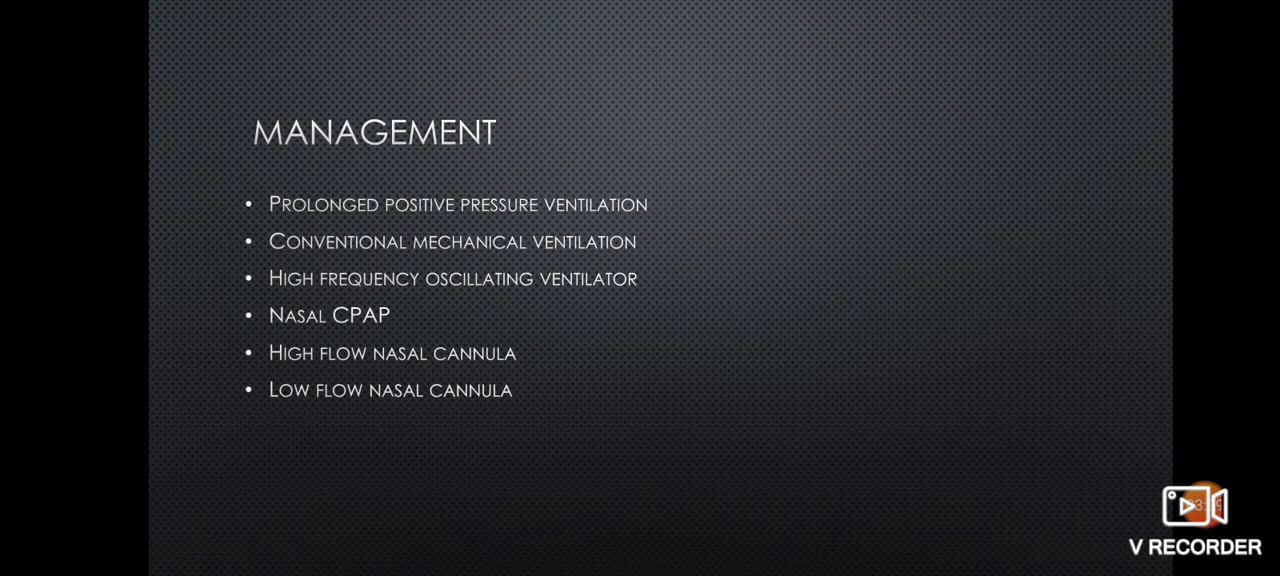 MANAGEMENT
• PROLONGED POSITIVE PRESSURE VENTILATION
• CONVENTIONAL MECHANICAL VENTILATION
• HIGH FREQUENCY OSCILLATING VENTILATOR
• NASAL CPAP
• HIGH FLOW NASAL CANNULA
• LOW FLOW NASAL CANNULA
V RECORDER